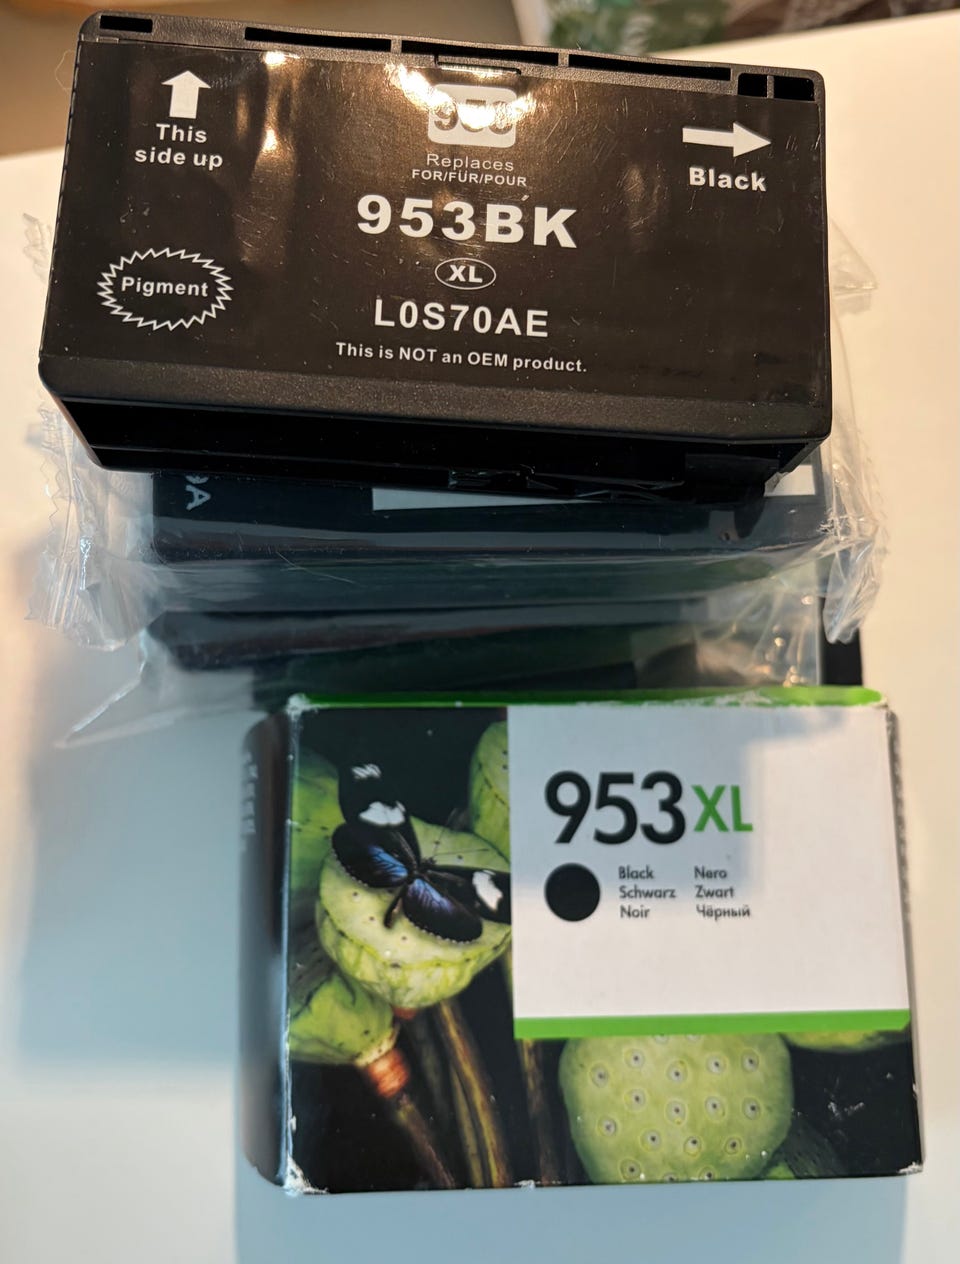 This
side up
Replaces
FOR/FÜR/POUR
953BK
XL
L0S70AE
This is NOT an OEM product.
Black
Pigment
953XL
Black
Schwarz
Noir
Nero
Zwart
Чёрный